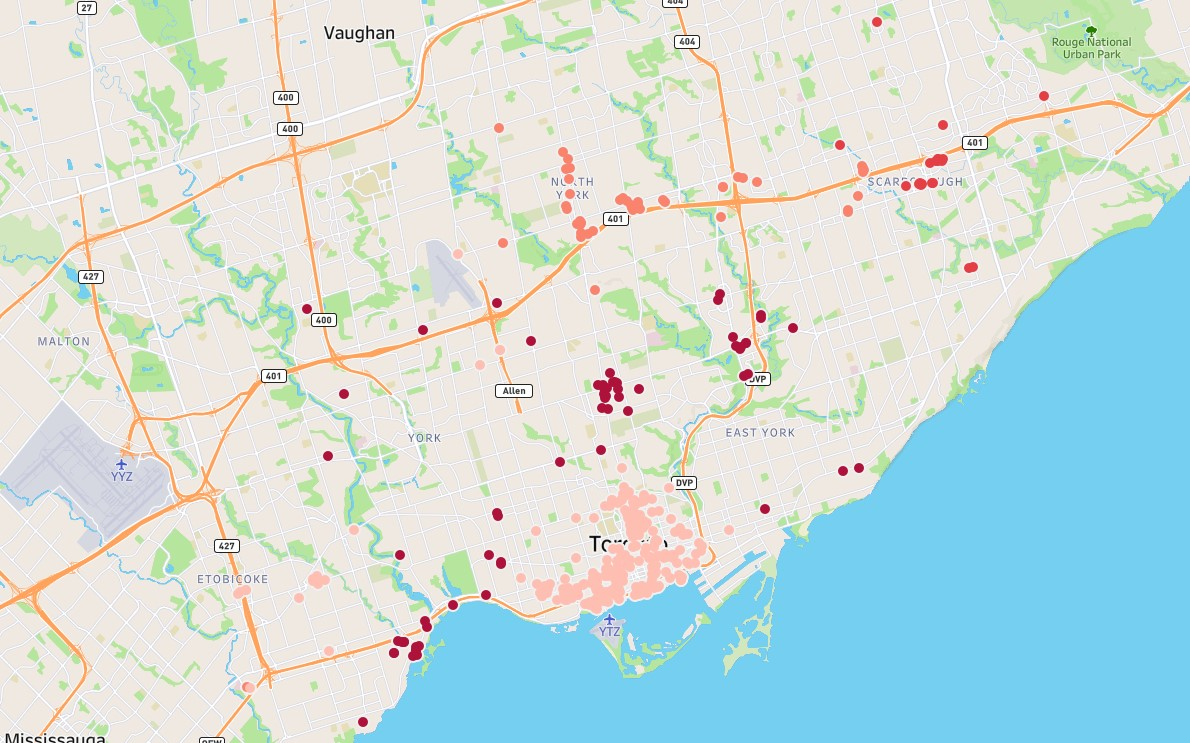 27
404
Vaughan
404
Rouge National
Urban Park
400
400
401
NORTH
YORK
SCARBOROUGH
401
427
400
MALTON
401
DVP
Allen
YORK
EAST YORK
YYZ
DVP
Toronto
427
ETOBICOKE
YTZ
Mississauga
QEW